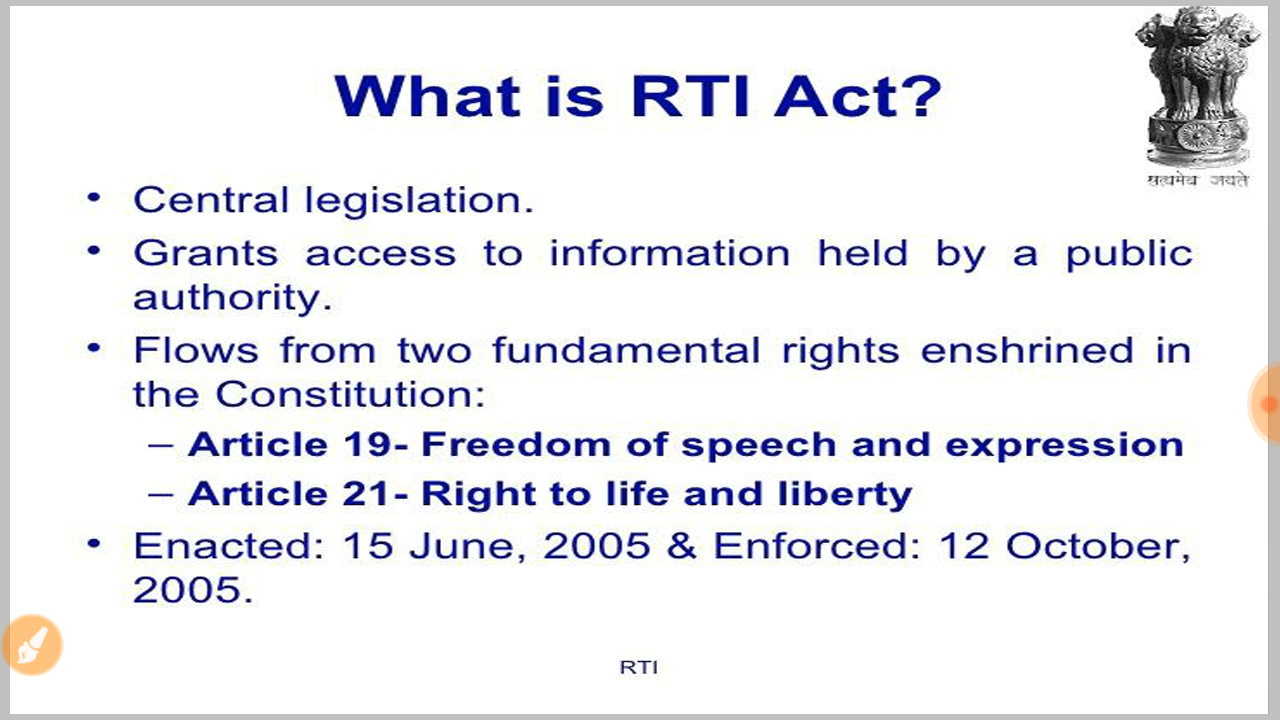 What is RTI Act?
सत्यमेव जयते
• Central legislation.
• Grants access to information held by a public
authority.
• Flows from two fundamental rights enshrined in
the Constitution:
– Article 19- Freedom of speech and expression
– Article 21- Right to life and liberty
• Enacted: 15 June, 2005 & Enforced: 12 October,
2005.
RTI